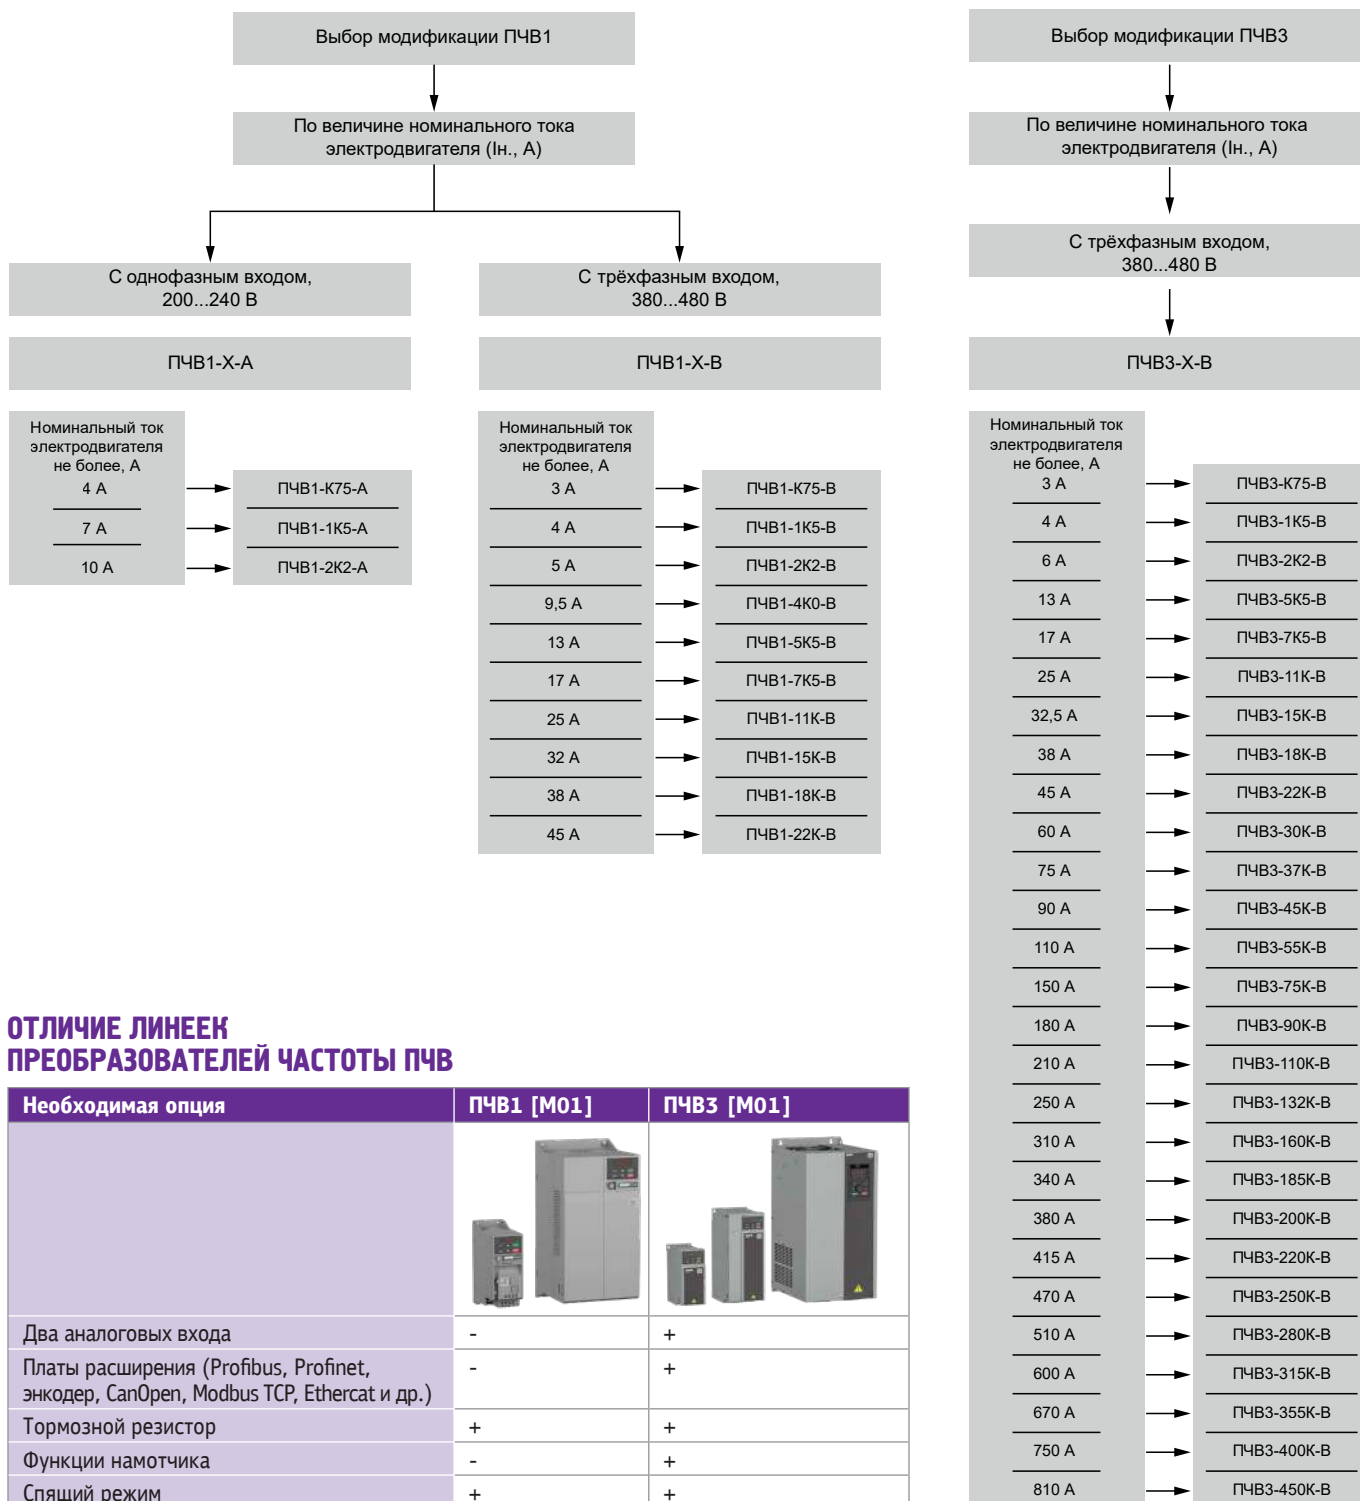 Выбор модификации ПЧВ1
По величине номинального тока
электродвигателя (Iн., А)
С однофазным входом,
200...240 В
С трёхфазным входом,
380...480 В
ПЧВ1-Х-А
ПЧВ1-Х-В
Номинальный ток
электродвигателя
не более, А
4 А
ПЧВ1-К75-А
7 А
ПЧВ1-1К5-А
10 А
ПЧВ1-2К2-А
Номинальный ток
электродвигателя
не более, А
3 А
ПЧВ1-К75-В
4 А
ПЧВ1-1К5-В
5 А
ПЧВ1-2К2-В
9,5 А
ПЧВ1-4К0-В
13 А
ПЧВ1-5К5-В
17 А
ПЧВ1-7К5-В
25 А
ПЧВ1-11К-В
32 А
ПЧВ1-15К-В
38 А
ПЧВ1-18К-В
45 А
ПЧВ1-22К-В
Выбор модификации ПЧВ3
По величине номинального тока
электродвигателя (Iн., А)
С трёхфазным входом,
380...480 В
ПЧВ3-Х-В
Номинальный ток
электродвигателя
не более, А
3 А
ПЧВ3-К75-В
4 А
ПЧВ3-1К5-В
6 А
ПЧВ3-2К2-В
13 А
ПЧВ3-5К5-В
17 А
ПЧВ3-7К5-В
25 А
ПЧВ3-11К-В
32,5 А
ПЧВ3-15К-В
38 А
ПЧВ3-18К-В
45 А
ПЧВ3-22К-В
60 А
ПЧВ3-30К-В
75 А
ПЧВ3-37К-В
90 А
ПЧВ3-45К-В
110 А
ПЧВ3-55К-В
150 А
ПЧВ3-75К-В
180 А
ПЧВ3-90К-В
210 А
ПЧВ3-110К-В
250 А
ПЧВ3-132К-В
310 А
ПЧВ3-160К-В
340 А
ПЧВ3-185К-В
380 А
ПЧВ3-200К-В
415 А
ПЧВ3-220К-В
470 А
ПЧВ3-250К-В
510 А
ПЧВ3-280К-В
600 А
ПЧВ3-315К-В
670 А
ПЧВ3-355К-В
750 А
ПЧВ3-400К-В
810 А
ПЧВ3-450К-В
ОТЛИЧИЕ ЛИНЕЕК
ПРЕОБРАЗОВАТЕЛЕЙ ЧАСТОТЫ ПЧВ
Необходимая опция ПЧВ1 [М01] ПЧВ3 [М01]
Два аналоговых входа - +
Платы расширения (Profibus, Profinet, - +
энкодер, CanOpen, Modbus TCP, Ethercat и др.)
Тормозной резистор + +
Функции намотчика - +
Спящий режим + +